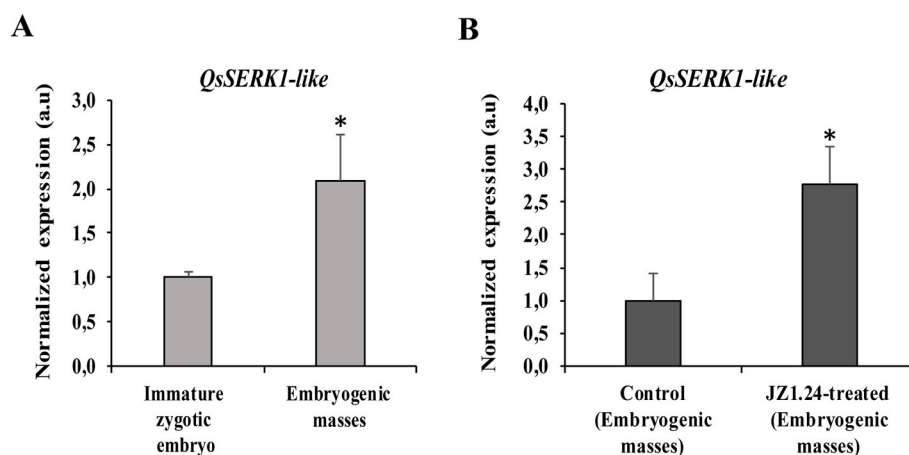 A
QsSERK1-like
Normalized expression (a.u)
3,0
2,5
2,0
1,5
1,0
0,5
0,0
*
Immature
zygotic
embryo
Embryogenic
masses
B
QsSERK1-like
Normalized expression (a.u)
4,0
3,5
3,0
2,5
2,0
1,5
1,0
0,5
0,0
*
Control
(Embryogenic
masses)
JZ1.24-treated
(Embryogenic
masses)